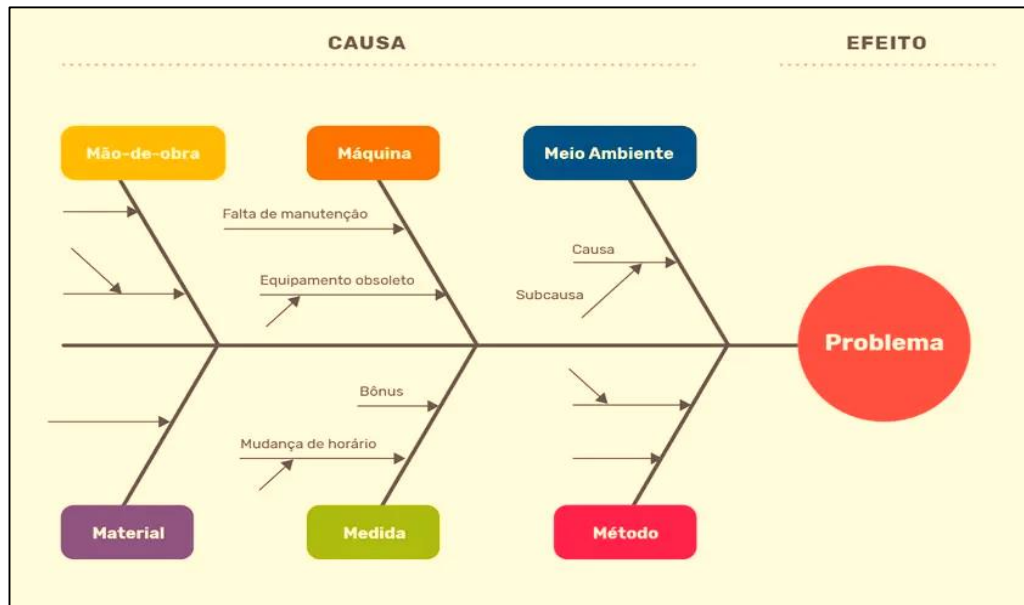 CAUSA
EFEITO
Mão-de-obra
Máquina
Meio Ambiente
Falta de manutenção
Equipamento obsoleto
Causa
Subcausa
Problema
Bônus
Mudança de horário
Material
Medida
Método